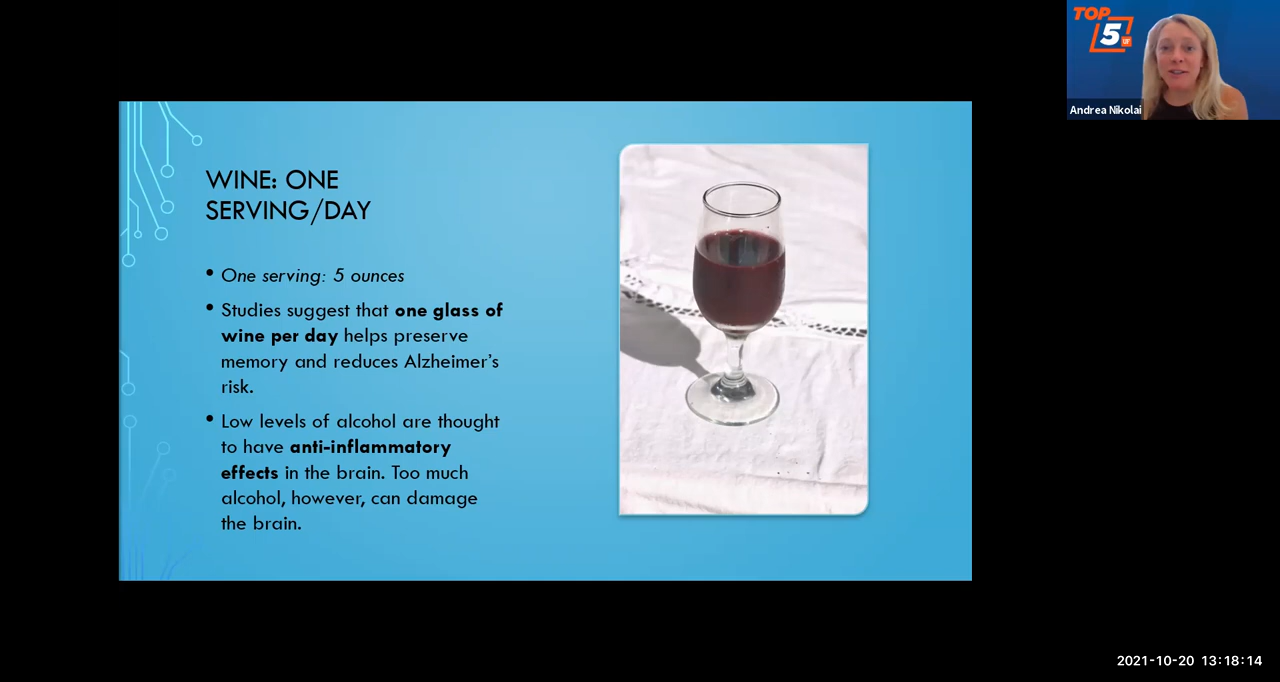 TOP
5
UF
Andrea Nikolai
WINE: ONE
SERVING/DAY
• One serving: 5 ounces
• Studies suggest that one glass of
wine per day helps preserve
memory and reduces Alzheimer’s
risk.
• Low levels of alcohol are thought
to have anti-inflammatory
effects in the brain. Too much
alcohol, however, can damage
the brain.
2021-10-20 13:18:14